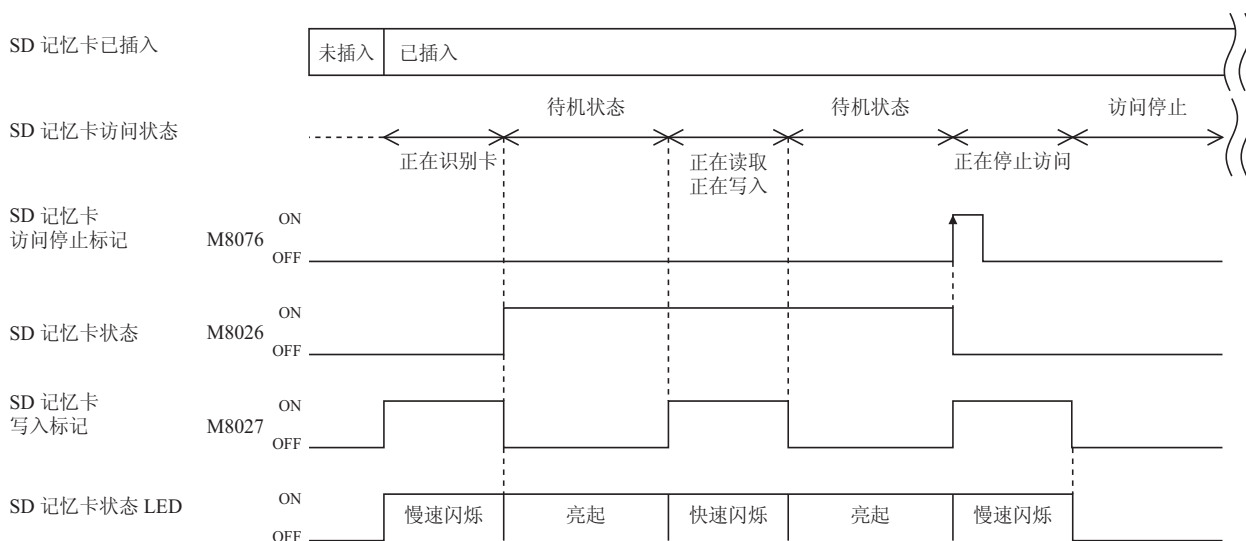 SD 记忆卡已插入
未插入
已插入
待机状态
待机状态
访问停止
SD 记忆卡访问状态
正在识别卡
正在读取
正在写入
正在停止访问
SD 记忆卡
访问停止标记
M8076
ON
OFF
SD 记忆卡状态
M8026
ON
OFF
SD 记忆卡
写入标记
M8027
ON
OFF
SD 记忆卡状态 LED
ON
OFF
慢速闪烁
亮起
快速闪烁
亮起
慢速闪烁